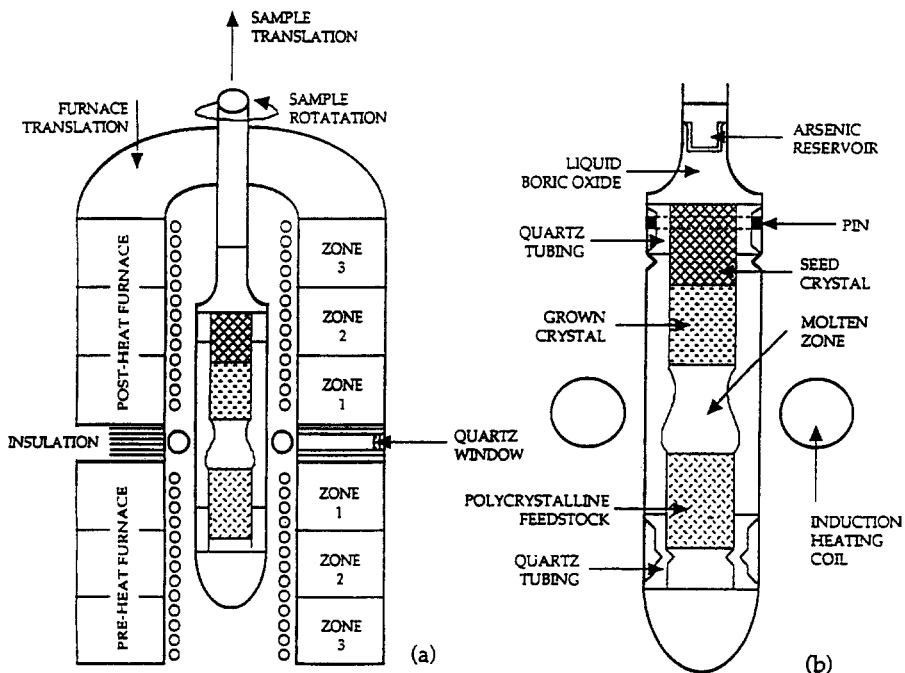 SAMPLE
TRANSLATION
FURNACE
TRANSLATION
SAMPLE
ROTATATION
POST-HEAT FURNACE
ZONE
3
ZONE
2
ZONE
1
INSULATION
QUARTZ
WINDOW
PRE-HEAT FURNACE
ZONE
1
ZONE
2
ZONE
3
(a)
ARSENIC
RESERVOIR
LIQUID
BORIC OXIDE
PIN
QUARTZ
TUBING
SEED
CRYSTAL
GROWN
CRYSTAL
MOLTEN
ZONE
POLYCRYSTALLINE
FEEDSTOCK
INDUCTION
HEATING
COIL
QUARTZ
TUBING
(b)